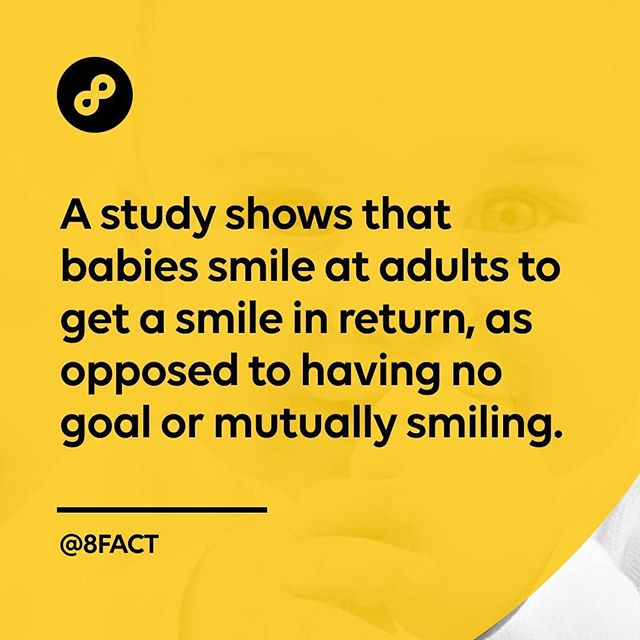 A study shows that
babies smile at adults to
get a smile in return, as
opposed to having no
goal or mutually smiling.
@8FACT